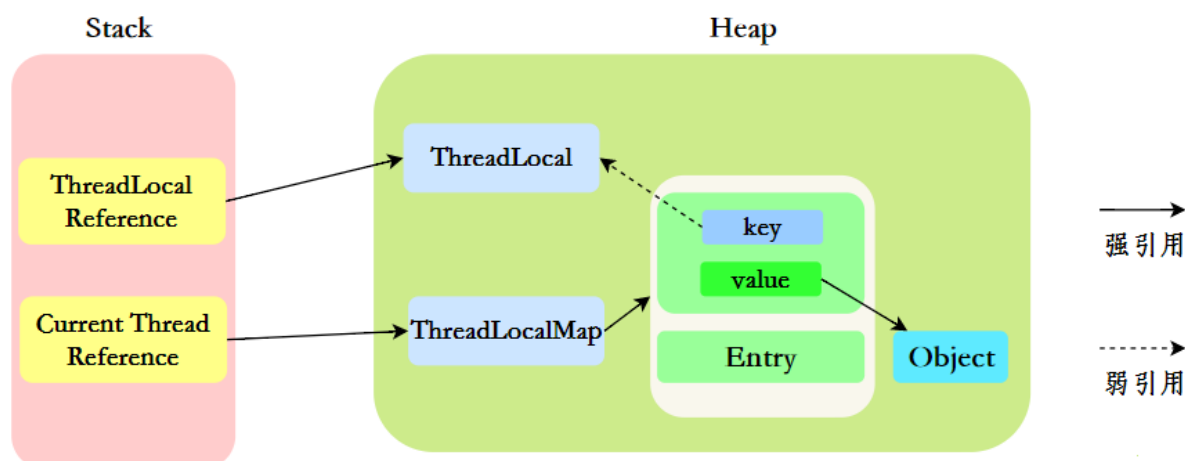 Stack
Heap
ThreadLocal
Reference
Current Thread
Reference
ThreadLocal
ThreadLocalMap
key
value
Entry
Object
强引用
弱引用